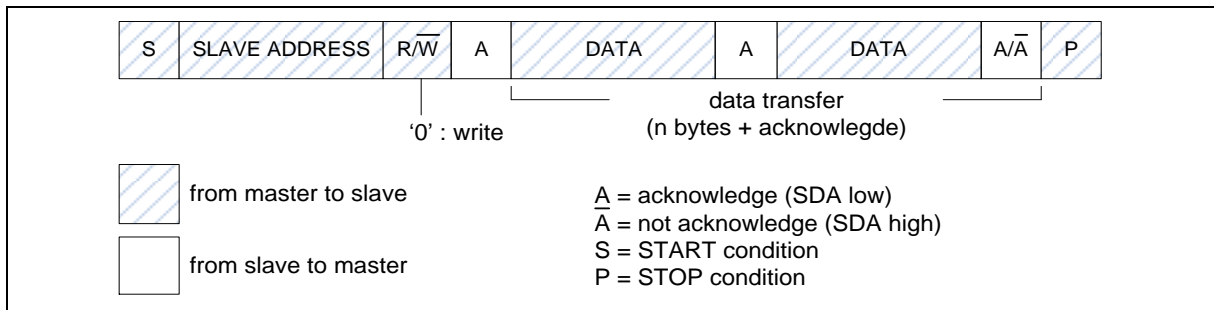 S SLAVE ADDRESS R/W̅ A DATA A DATA A/A̅ P
data transfer
(n bytes + acknowlegde)
‘0’ : write
from master to slave
from slave to master
A = acknowledge (SDA low)
A̅ = not acknowledge (SDA high)
S = START condition
P = STOP condition